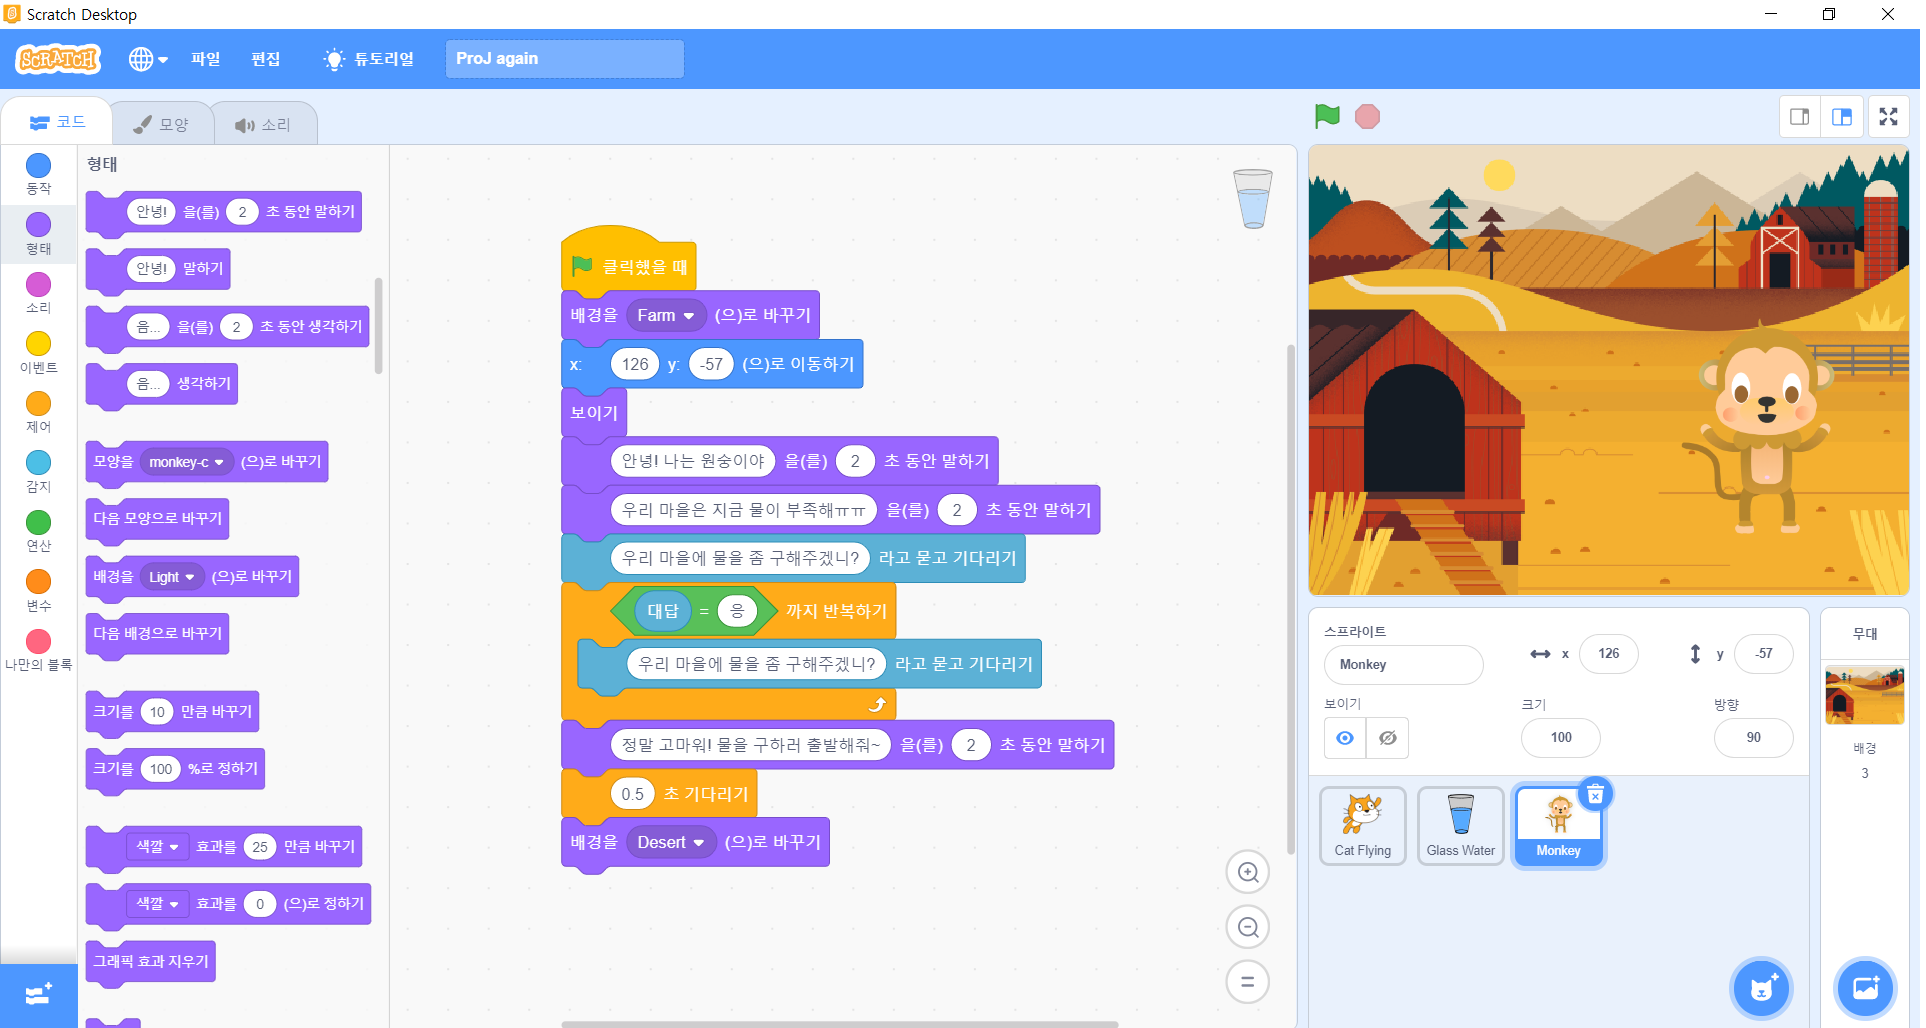 Scratch Desktop
SCRATCH 파일 편집 튜토리얼 ProJ again
코드 모양 소리
동작
형태
소리
이벤트
제어
감지
연산
변수
나만의 블록
형태
안녕! 을(를) 2 초 동안 말하기
안녕! 말하기
음... 을(를) 2 초 동안 생각하기
음... 생각하기
모양을 monkey-c (으)로 바꾸기
다음 모양으로 바꾸기
배경을 Light (으)로 바꾸기
다음 배경으로 바꾸기
크기를 10 만큼 바꾸기
크기를 100 %로 정하기
색깔 효과를 25 만큼 바꾸기
색깔 효과를 0 (으)로 정하기
그래픽 효과 지우기
클릭했을 때
배경을 Farm (으)로 바꾸기
x: 126 y: -57 (으)로 이동하기
보이기
안녕! 나는 원숭이야 을(를) 2 초 동안 말하기
우리 마을은 지금 물이 부족해ㅠㅠ 을(를) 2 초 동안 말하기
우리 마을에 물을 좀 구해주겠니? 라고 묻고 기다리기
대답 = 응 까지 반복하기
우리 마을에 물을 좀 구해주겠니? 라고 묻고 기다리기
정말 고마워! 물을 구하러 출발해줘~ 을(를) 2 초 동안 말하기
0.5 초 기다리기
배경을 Desert (으)로 바꾸기
스프라이트
Monkey x 126 y -57
보이기 크기 방향
100 90
Cat Flying Glass Water Monkey
무대
배경
3